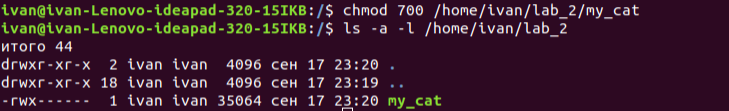 ivan@ivan-Lenovo-ideapad-320-15IKB:/$ chmod 700 /home/ivan/lab_2/my_cat
ivan@ivan-Lenovo-ideapad-320-15IKB:/$ ls -a -l /home/ivan/lab_2
итого 44
drwxr-xr-x  2 ivan ivan  4096 сен 17 23:20 .
drwxr-xr-x 18 ivan ivan  4096 сен 17 23:19 ..
-rwx------  1 ivan ivan 35064 сен 17 23:20 my_cat